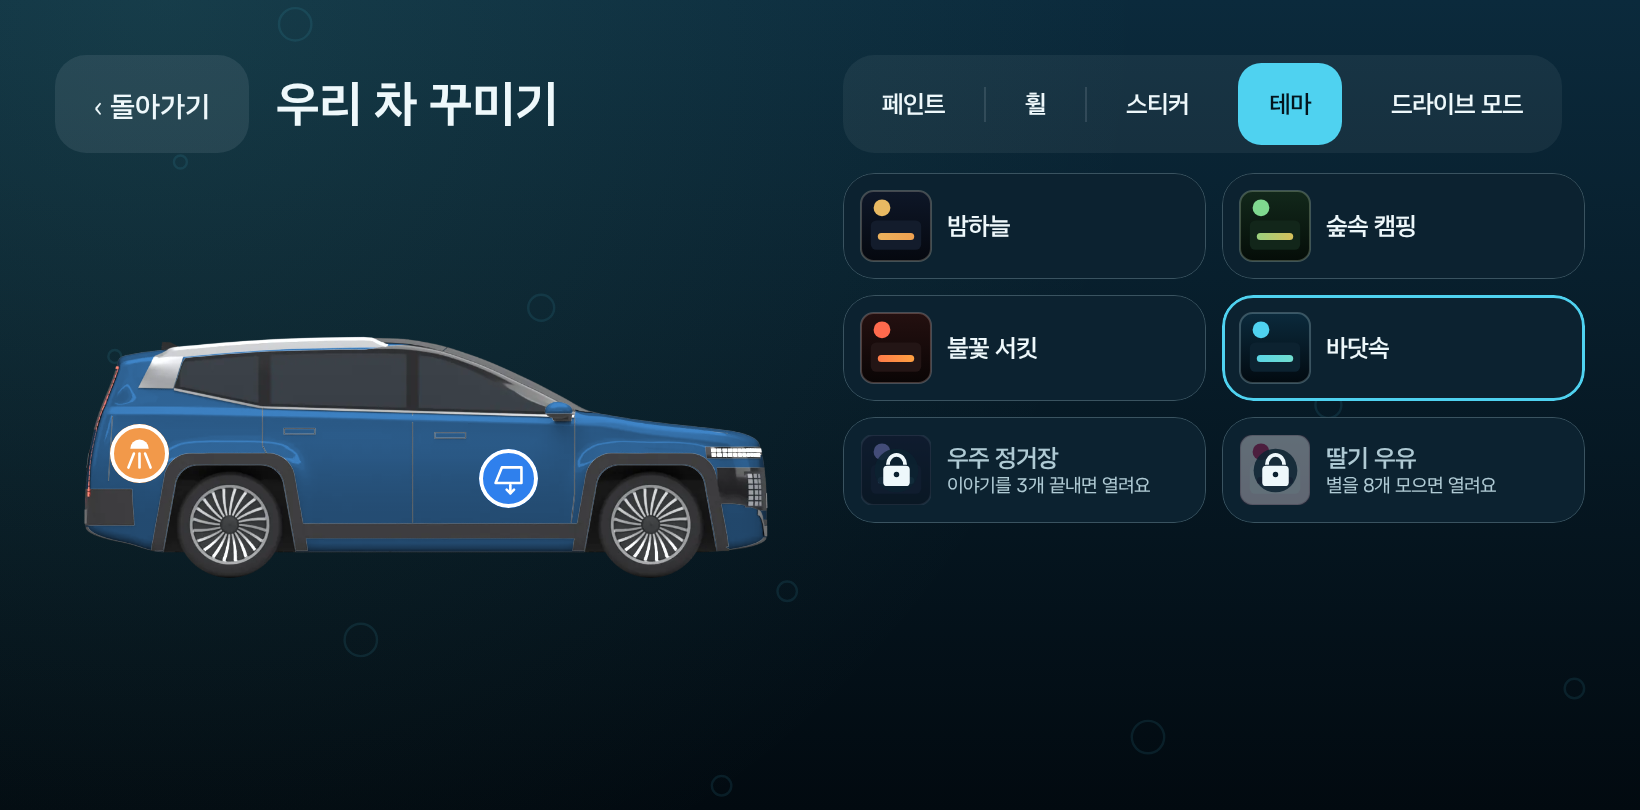 ‹ 돌아가기
우리 차 꾸미기
페인트
휠
스티커
테마
드라이브 모드
밤하늘
숲속 캠핑
불꽃 서킷
바닷속
우주 정거장
이야기를 3개 끝내면 열려요
딸기 우유
별을 8개 모으면 열려요